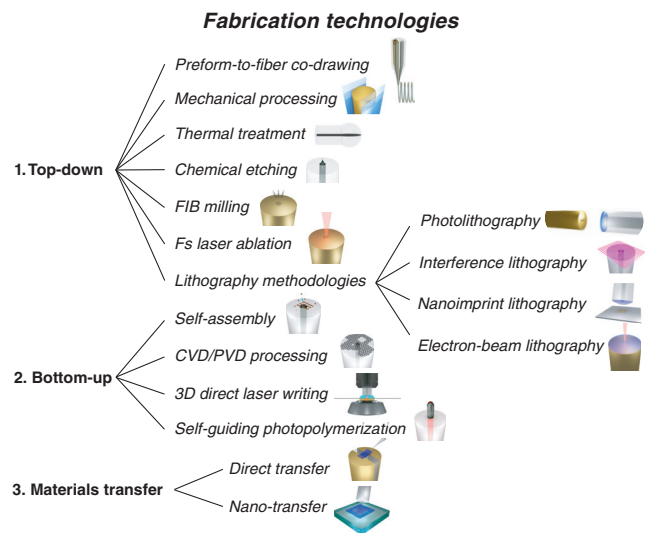 Fabrication technologies
1. Top-down
Preform-to-fiber co-drawing
Mechanical processing
Thermal treatment
Chemical etching
FIB milling
Fs laser ablation
Lithography methodologies
Photolithography
Interference lithography
Nanoimprint lithography
Electron-beam lithography
2. Bottom-up
Self-assembly
CVD/PVD processing
3D direct laser writing
Self-guiding photopolymerization
3. Materials transfer
Direct transfer
Nano-transfer